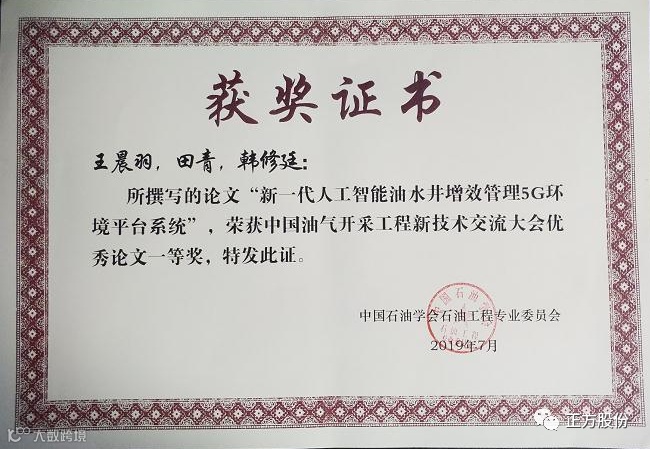 获奖证书
王晨羽，田青，韩修廷：
所撰写的论文“新一代人工智能油水井增效管理5G环
境平台系统”，荣获中国油气开采工程新技术交流大会优
秀论文一等奖，特发此证。
中国石油学会石油工程专业委员会
2019年7月
正方股份
大数跨境